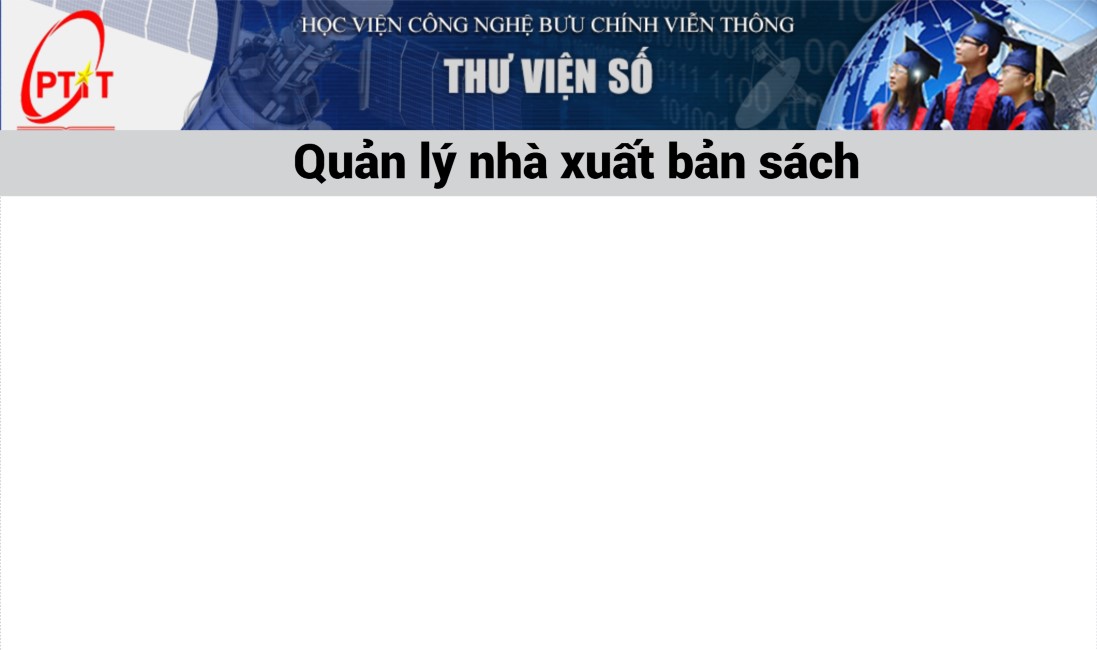 HỌC VIỆN CÔNG NGHỆ BƯU CHÍNH VIỄN THÔNG
THƯ VIỆN SỐ
PTIT
Quản lý nhà xuất bản sách